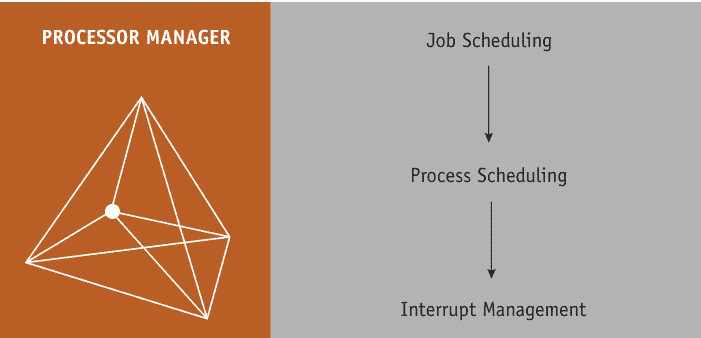 PROCESSOR MANAGER
Job Scheduling
Process Scheduling
Interrupt Management